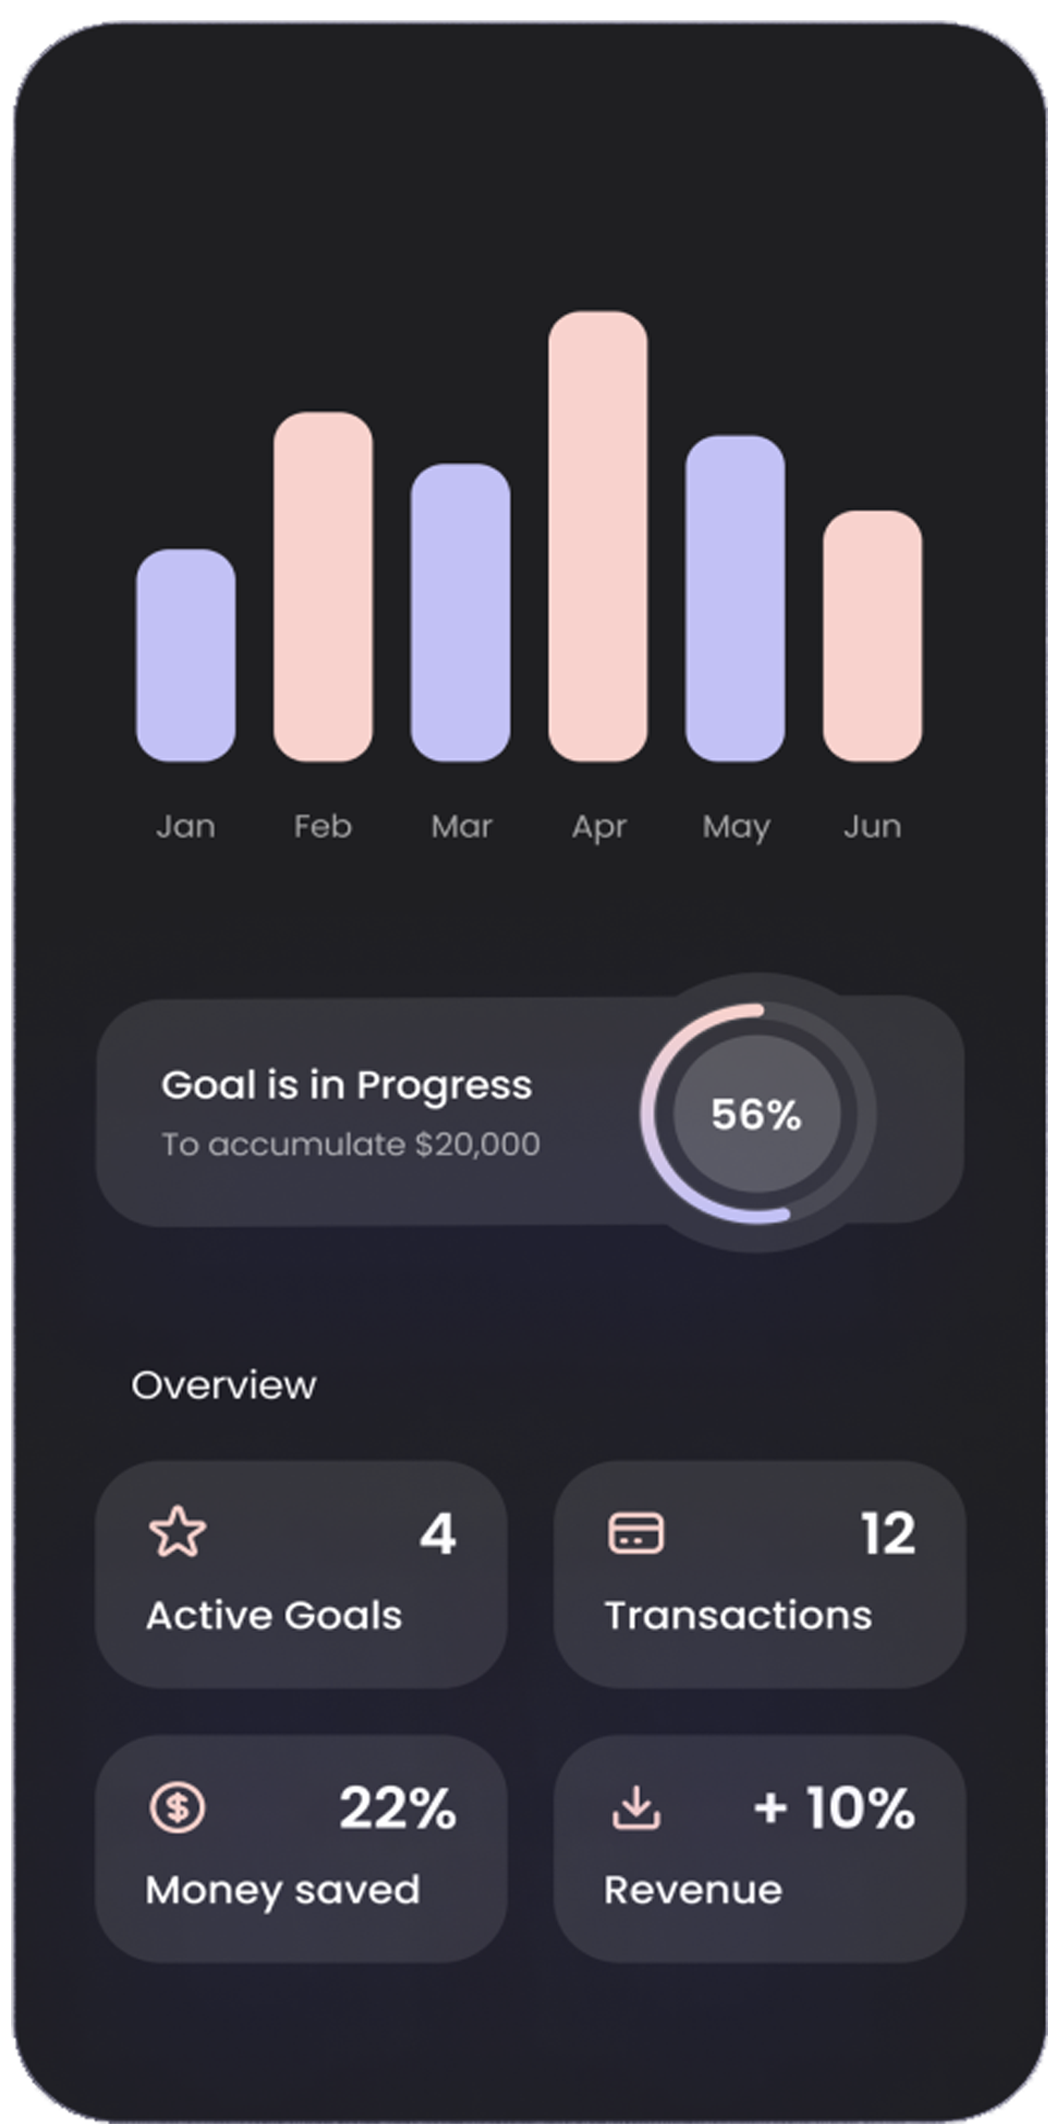 Jan Feb Mar Apr May Jun
Goal is in Progress
To accumulate $20,000
56%
Overview
4
Active Goals
12
Transactions
22%
Money saved
+ 10%
Revenue